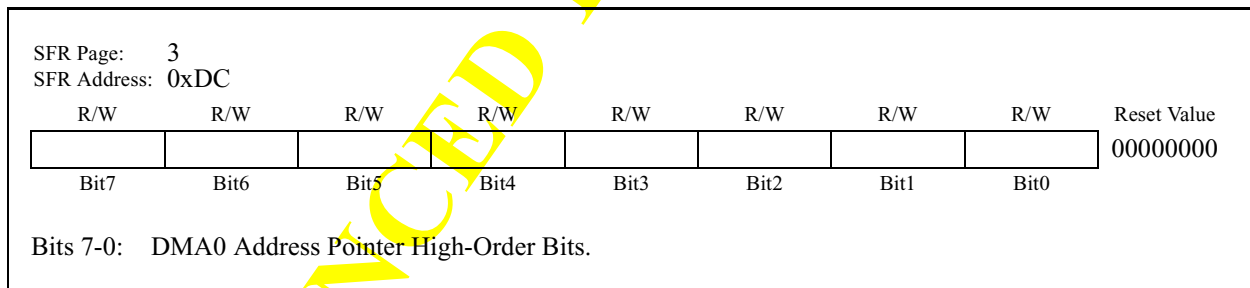 SFR Page: 3
SFR Address: 0xDC
R/W R/W R/W R/W R/W R/W R/W R/W Reset Value
00000000
Bit7 Bit6 Bit5 Bit4 Bit3 Bit2 Bit1 Bit0
Bits 7-0: DMA0 Address Pointer High-Order Bits.